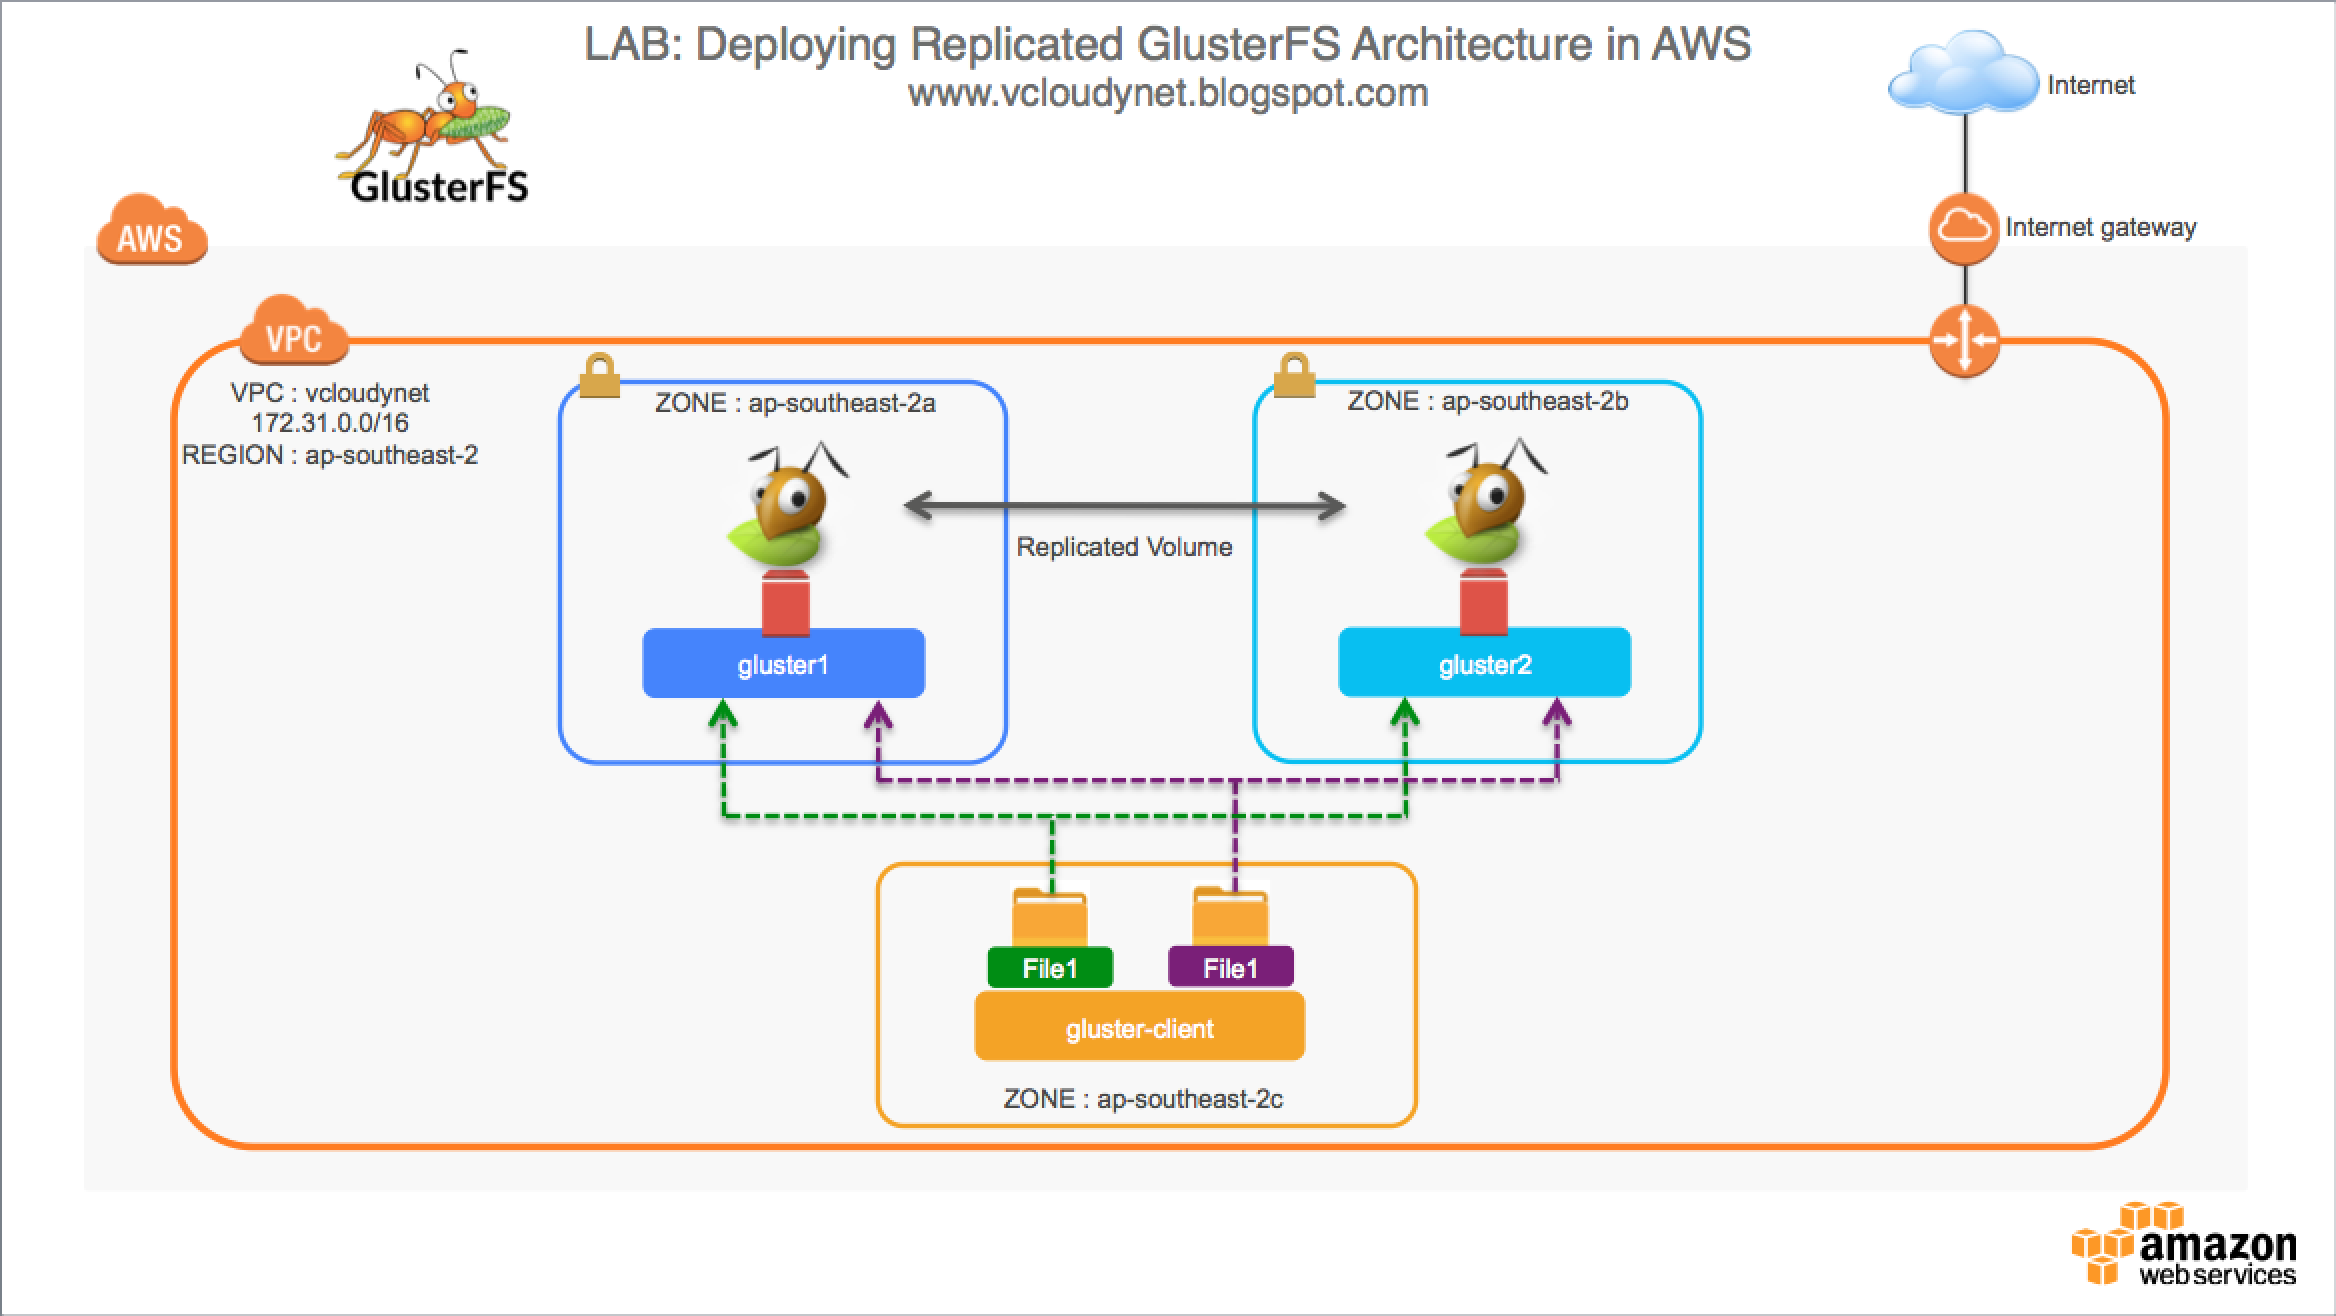 LAB: Deploying Replicated GlusterFS Architecture in AWS
www.vcloudynet.blogspot.com
GlusterFS
Internet
Internet gateway
AWS
VPC
VPC : vcloudynet
172.31.0.0/16
REGION : ap-southeast-2
ZONE : ap-southeast-2a
ZONE : ap-southeast-2b
Replicated Volume
gluster1
gluster2
File1
File1
gluster-client
ZONE : ap-southeast-2c
amazon
webservices